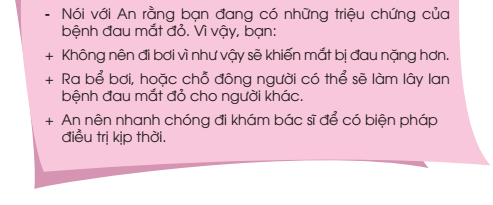 - Nói với An rằng bạn đang có những triệu chứng của
bệnh đau mắt đỏ. Vì vậy, bạn:
+ Không nên đi bơi vì như vậy sẽ khiến mắt bị đau nặng hơn.
+ Ra bể bơi, hoặc chỗ đông người có thể sẽ làm lây lan
bệnh đau mắt đỏ cho người khác.
+ An nên nhanh chóng đi khám bác sĩ để có biện pháp
điều trị kịp thời.